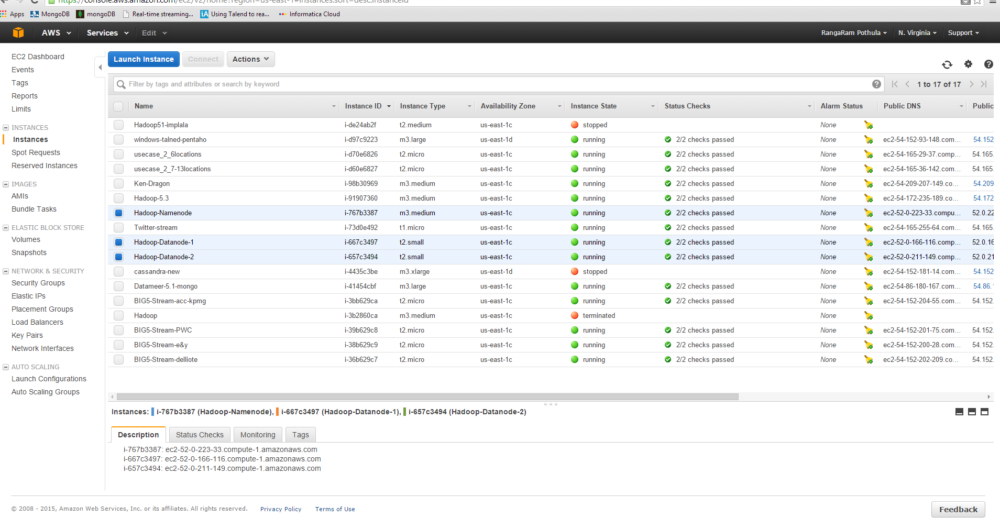 https://console.aws.amazon.com/ec2/v2/home?region=us-east-1#Instances:sort=desc:instanceId
Apps MongoDB mongoDB Real-time streaming... Using Talend to rea... Informatica Cloud
AWS Services Edit RangaRam Pothula N. Virginia Support
EC2 Dashboard
Events
Tags
Reports
Limits
INSTANCES
Instances
Spot Requests
Reserved Instances
IMAGES
AMIs
Bundle Tasks
ELASTIC BLOCK STORE
Volumes
Snapshots
NETWORK & SECURITY
Security Groups
Elastic IPs
Placement Groups
Load Balancers
Key Pairs
Network Interfaces
AUTO SCALING
Launch Configurations
Auto Scaling Groups
Launch Instance Connect Actions
Filter by tags and attributes or search by keyword 1 to 17 of 17
Name Instance ID Instance Type Availability Zone Instance State Status Checks Alarm Status Public DNS Public
Hadoop51-implala i-de24ab2f t2.medium us-east-1c stopped None
windows-talned-pentaho i-d97c9223 m3.large us-east-1d running 2/2 checks passed None ec2-54-152-93-148.com... 54.152
usecase_2_6locations i-d70e6826 t2.micro us-east-1c running 2/2 checks passed None ec2-54-165-29-37.comp... 54.165.
usecase_2_7-13locations i-d60e6827 t2.micro us-east-1c running 2/2 checks passed None ec2-54-165-36-142.com... 54.165.
Ken-Dragon i-98b30969 m3.medium us-east-1c running 2/2 checks passed None ec2-54-209-207-149.co... 54.209
Hadoop-5.3 i-91907360 m3.medium us-east-1c running 2/2 checks passed None ec2-54-172-235-189.co... 54.172
Hadoop-Namenode i-767b3387 m3.medium us-east-1c running 2/2 checks passed None ec2-52-0-223-33.compu... 52.0.22
Twitter-stream i-73d0e492 t1.micro us-east-1c running 2/2 checks passed None ec2-54-165-255-64.com... 54.165.
Hadoop-Datanode-1 i-667c3497 t2.small us-east-1c running 2/2 checks passed None ec2-52-0-166-116.comp... 52.0.16
Hadoop-Datanode-2 i-657c3494 t2.small us-east-1c running 2/2 checks passed None ec2-52-0-211-149.comp... 52.0.21
cassandra-new i-4435c3be m3.xlarge us-east-1d stopped None ec2-54-152-181-14.com... 54.152
Datameer-5.1-mongo i-41454cbf m3.large us-east-1c running 2/2 checks passed None ec2-54-86-180-167.com... 54.86.
BIG5-Stream-acc-kpmg i-3bb629ca t2.micro us-east-1c running 2/2 checks passed None ec2-54-152-204-55.com... 54.152.
Hadoop i-3b2860ca m3.medium us-east-1c terminated None
BIG5-Stream-PWC i-39b629c8 t2.micro us-east-1c running 2/2 checks passed None ec2-54-152-201-75.com... 54.152.
BIG5-Stream-e&y i-38b629c9 t2.micro us-east-1c running 2/2 checks passed None ec2-54-152-200-28.com... 54.152.
BIG5-Stream-delliote i-36b629c7 t2.micro us-east-1c running 2/2 checks passed None ec2-54-152-202-209.co... 54.152.
Instances: i-767b3387 (Hadoop-Namenode), i-667c3497 (Hadoop-Datanode-1), i-657c3494 (Hadoop-Datanode-2)
Description Status Checks Monitoring Tags
i-767b3387: ec2-52-0-223-33.compute-1.amazonaws.com
i-667c3497: ec2-52-0-166-116.compute-1.amazonaws.com
i-657c3494: ec2-52-0-211-149.compute-1.amazonaws.com
© 2008 - 2015, Amazon Web Services, Inc. or its affiliates. All rights reserved. Privacy Policy Terms of Use Feedback